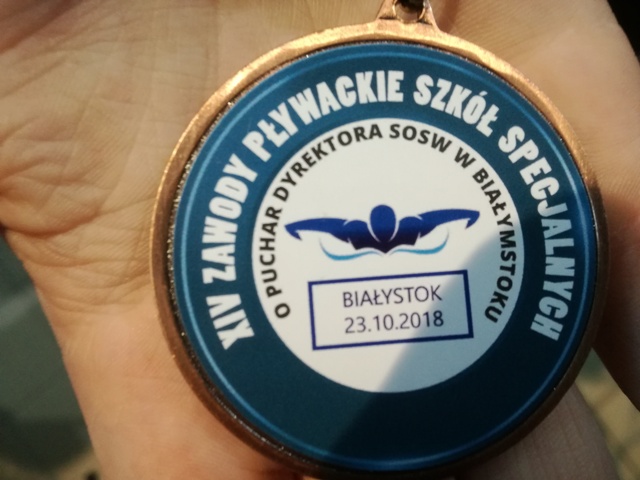 XIV ZAWODY PŁYWACKIE SZKÓŁ SPECJALNYCH
O PUCHAR DYREKTORA SOSW W BIAŁYMSTOKU
BIAŁYSTOK
23.10.2018